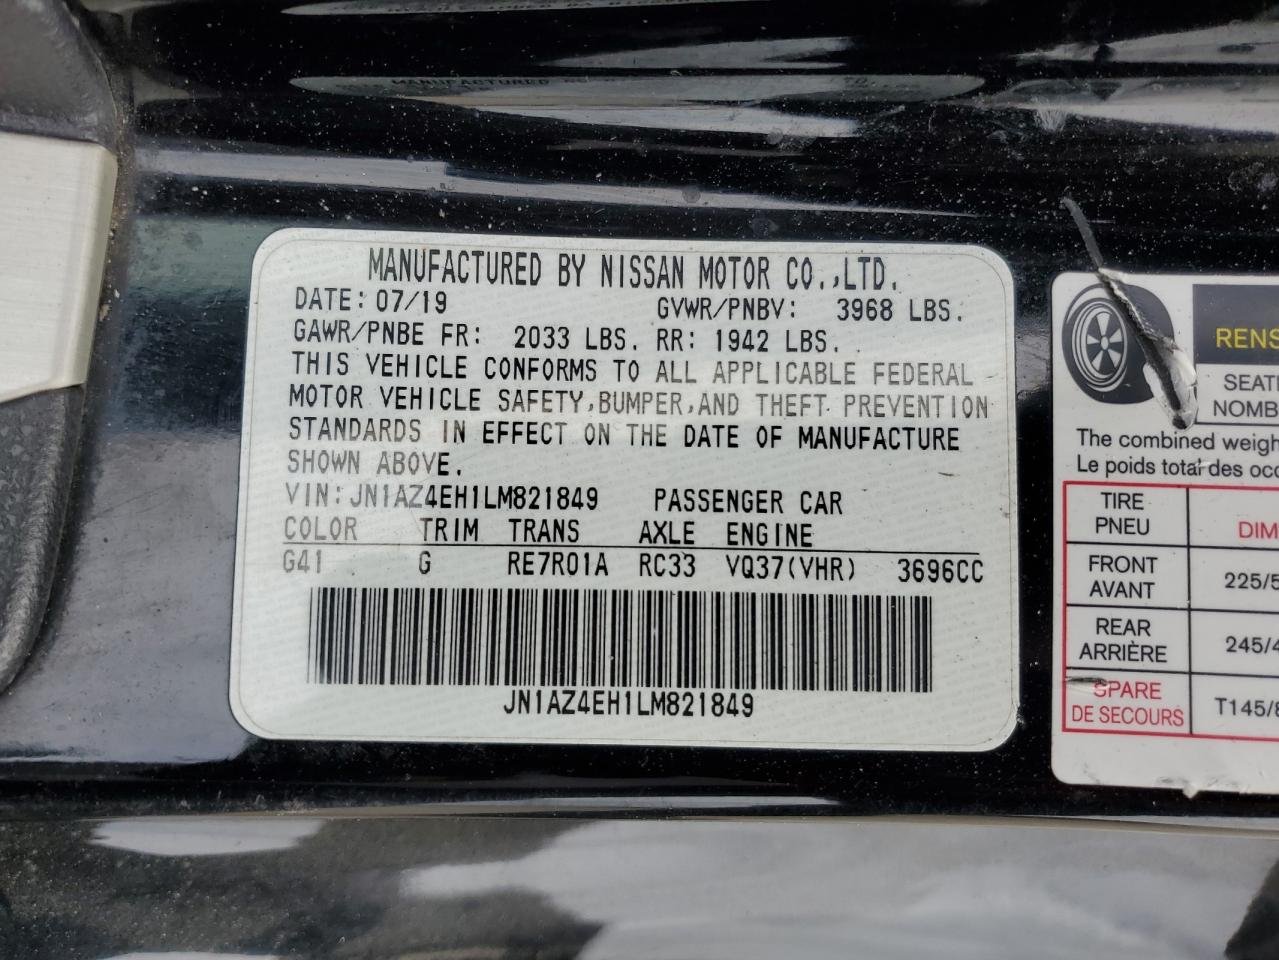 MANUFACTURED BY NISSAN MOTOR CO.,LTD.
DATE: 07/19 GVWR/PNBV: 3968 LBS.
GAWR/PNBE FR: 2033 LBS. RR: 1942 LBS.
THIS VEHICLE CONFORMS TO ALL APPLICABLE FEDERAL
MOTOR VEHICLE SAFETY,BUMPER,AND THEFT PREVENTION
STANDARDS IN EFFECT ON THE DATE OF MANUFACTURE
SHOWN ABOVE.
VIN: JN1AZ4EH1LM821849 PASSENGER CAR
COLOR TRIM TRANS AXLE ENGINE
G41 G RE7R01A RC33 VQ37(VHR) 3696CC
JN1AZ4EH1LM821849
RENS
SEATI
NOMB
The combined weigh
Le poids total des occ
TIRE
PNEU
DIM
FRONT
AVANT
225/5
REAR
ARRIÈRE
245/4
SPARE
DE SECOURS
T145/8